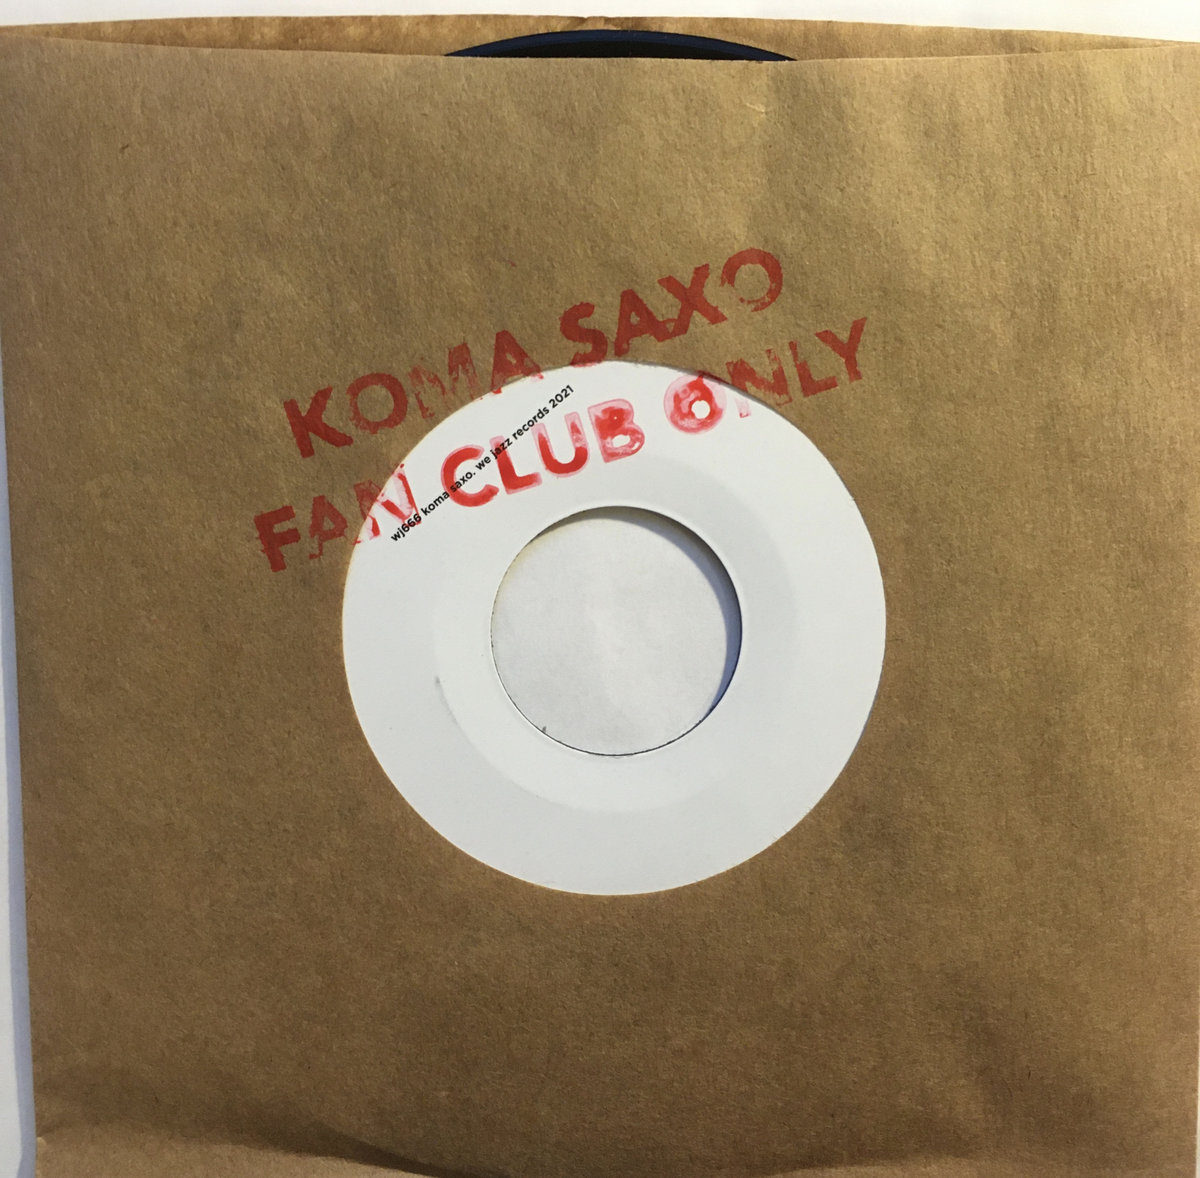 KOMA SAXO
FAN CLUB ONLY
wj666 koma saxo. we jazz records 2021